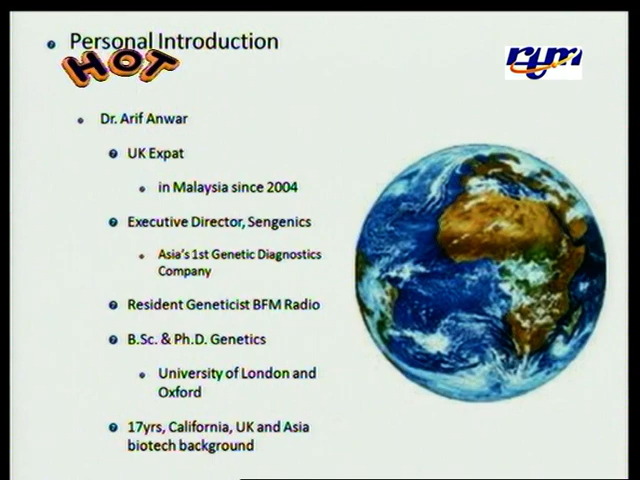 Personal Introduction
HOT
rtm
Dr. Arif Anwar
UK Expat
in Malaysia since 2004
Executive Director, Sengenics
Asia's 1st Genetic Diagnostics
Company
Resident Geneticist BFM Radio
B.Sc. & Ph.D. Genetics
University of London and
Oxford
17yrs, California, UK and Asia
biotech background